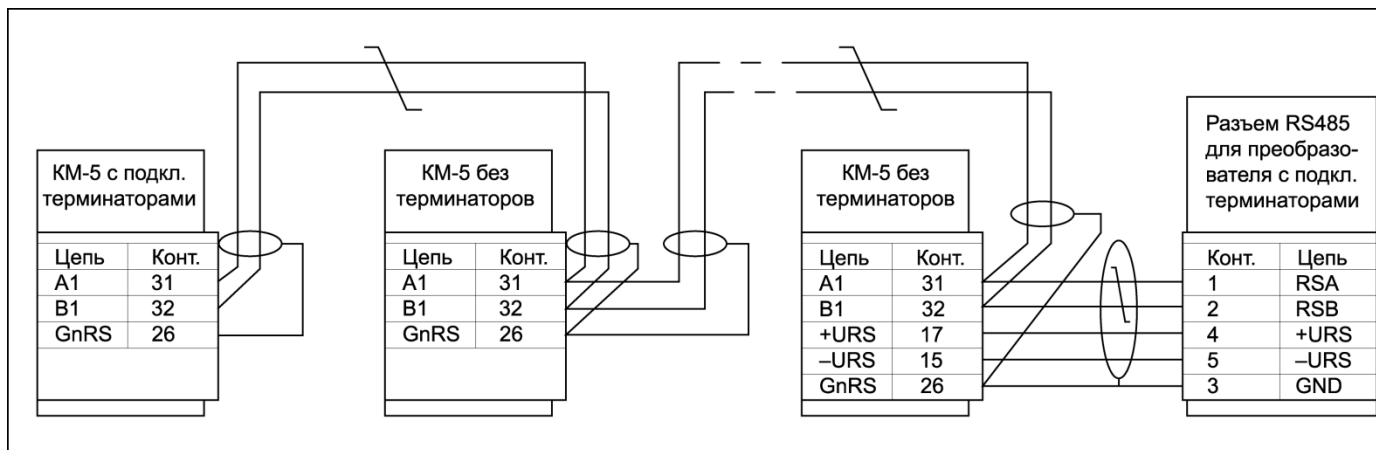 КМ-5 с подкл.
терминаторами
Цепь Конт.
A1 31
B1 32
GnRS 26
КМ-5 без
терминаторов
Цепь Конт.
A1 31
B1 32
GnRS 26
КМ-5 без
терминаторов
Цепь Конт.
A1 31
B1 32
+URS 17
–URS 15
GnRS 26
Разъем RS485
для преобразо-
вателя с подкл.
терминаторами
Конт. Цепь
1 RSA
2 RSB
4 +URS
5 –URS
3 GND